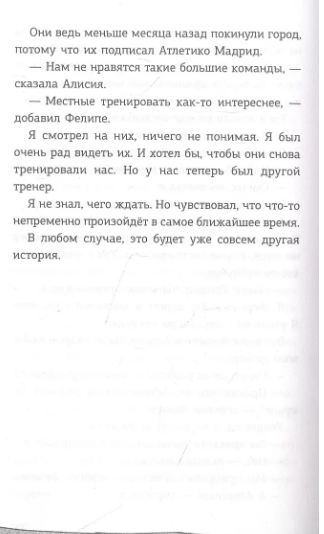 Они ведь меньше месяца назад покинули город,
потому что их подписал Атлетико Мадрид.
— Нам не нравятся такие большие команды, —
сказала Алисия.
— Местные тренировать как-то интереснее, —
добавил Фелипе.
Я смотрел на них, ничего не понимая. Я был
очень рад видеть их. И хотел бы, чтобы они снова
тренировали нас. Но у нас теперь был другой
тренер.
Я не знал, чего ждать. Но чувствовал, что что-то
непременно произойдёт в самое ближайшее время.
В любом случае, это будет уже совсем другая
история.